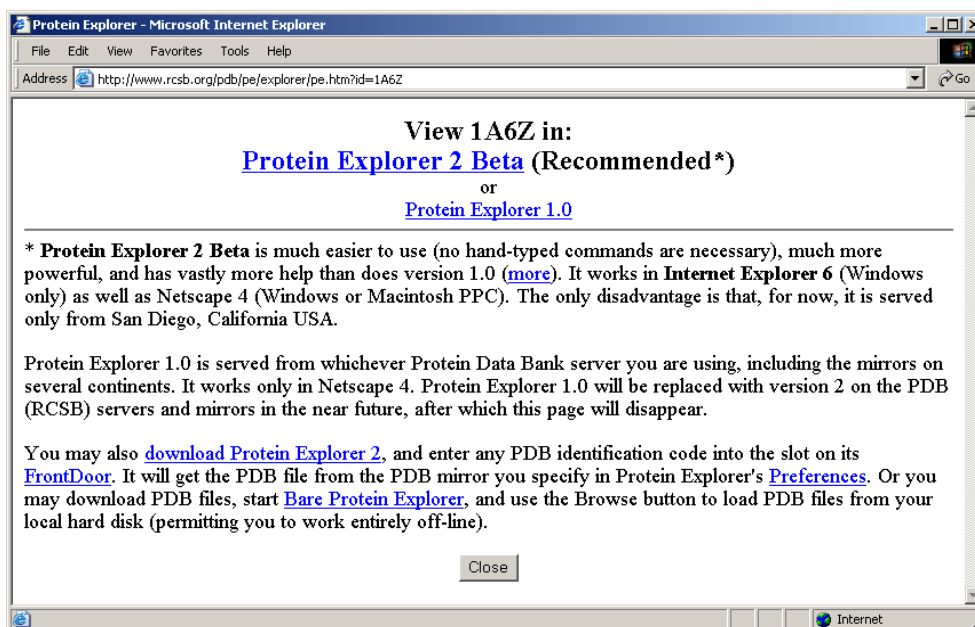 Protein Explorer - Microsoft Internet Explorer
File Edit View Favorites Tools Help
Address http://www.rcsb.org/pdb/pe/explorer/pe.htm?id=1A6Z Go
View 1A6Z in:
Protein Explorer 2 Beta (Recommended*)
or
Protein Explorer 1.0
* Protein Explorer 2 Beta is much easier to use (no hand-typed commands are necessary), much more
powerful, and has vastly more help than does version 1.0 (more). It works in Internet Explorer 6 (Windows
only) as well as Netscape 4 (Windows or Macintosh PPC). The only disadvantage is that, for now, it is served
only from San Diego, California USA.
Protein Explorer 1.0 is served from whichever Protein Data Bank server you are using, including the mirrors on
several continents. It works only in Netscape 4. Protein Explorer 1.0 will be replaced with version 2 on the PDB
(RCSB) servers and mirrors in the near future, after which this page will disappear.
You may also download Protein Explorer 2, and enter any PDB identification code into the slot on its
FrontDoor. It will get the PDB file from the PDB mirror you specify in Protein Explorer's Preferences. Or you
may download PDB files, start Bare Protein Explorer, and use the Browse button to load PDB files from your
local hard disk (permitting you to work entirely off-line).
Close
Internet